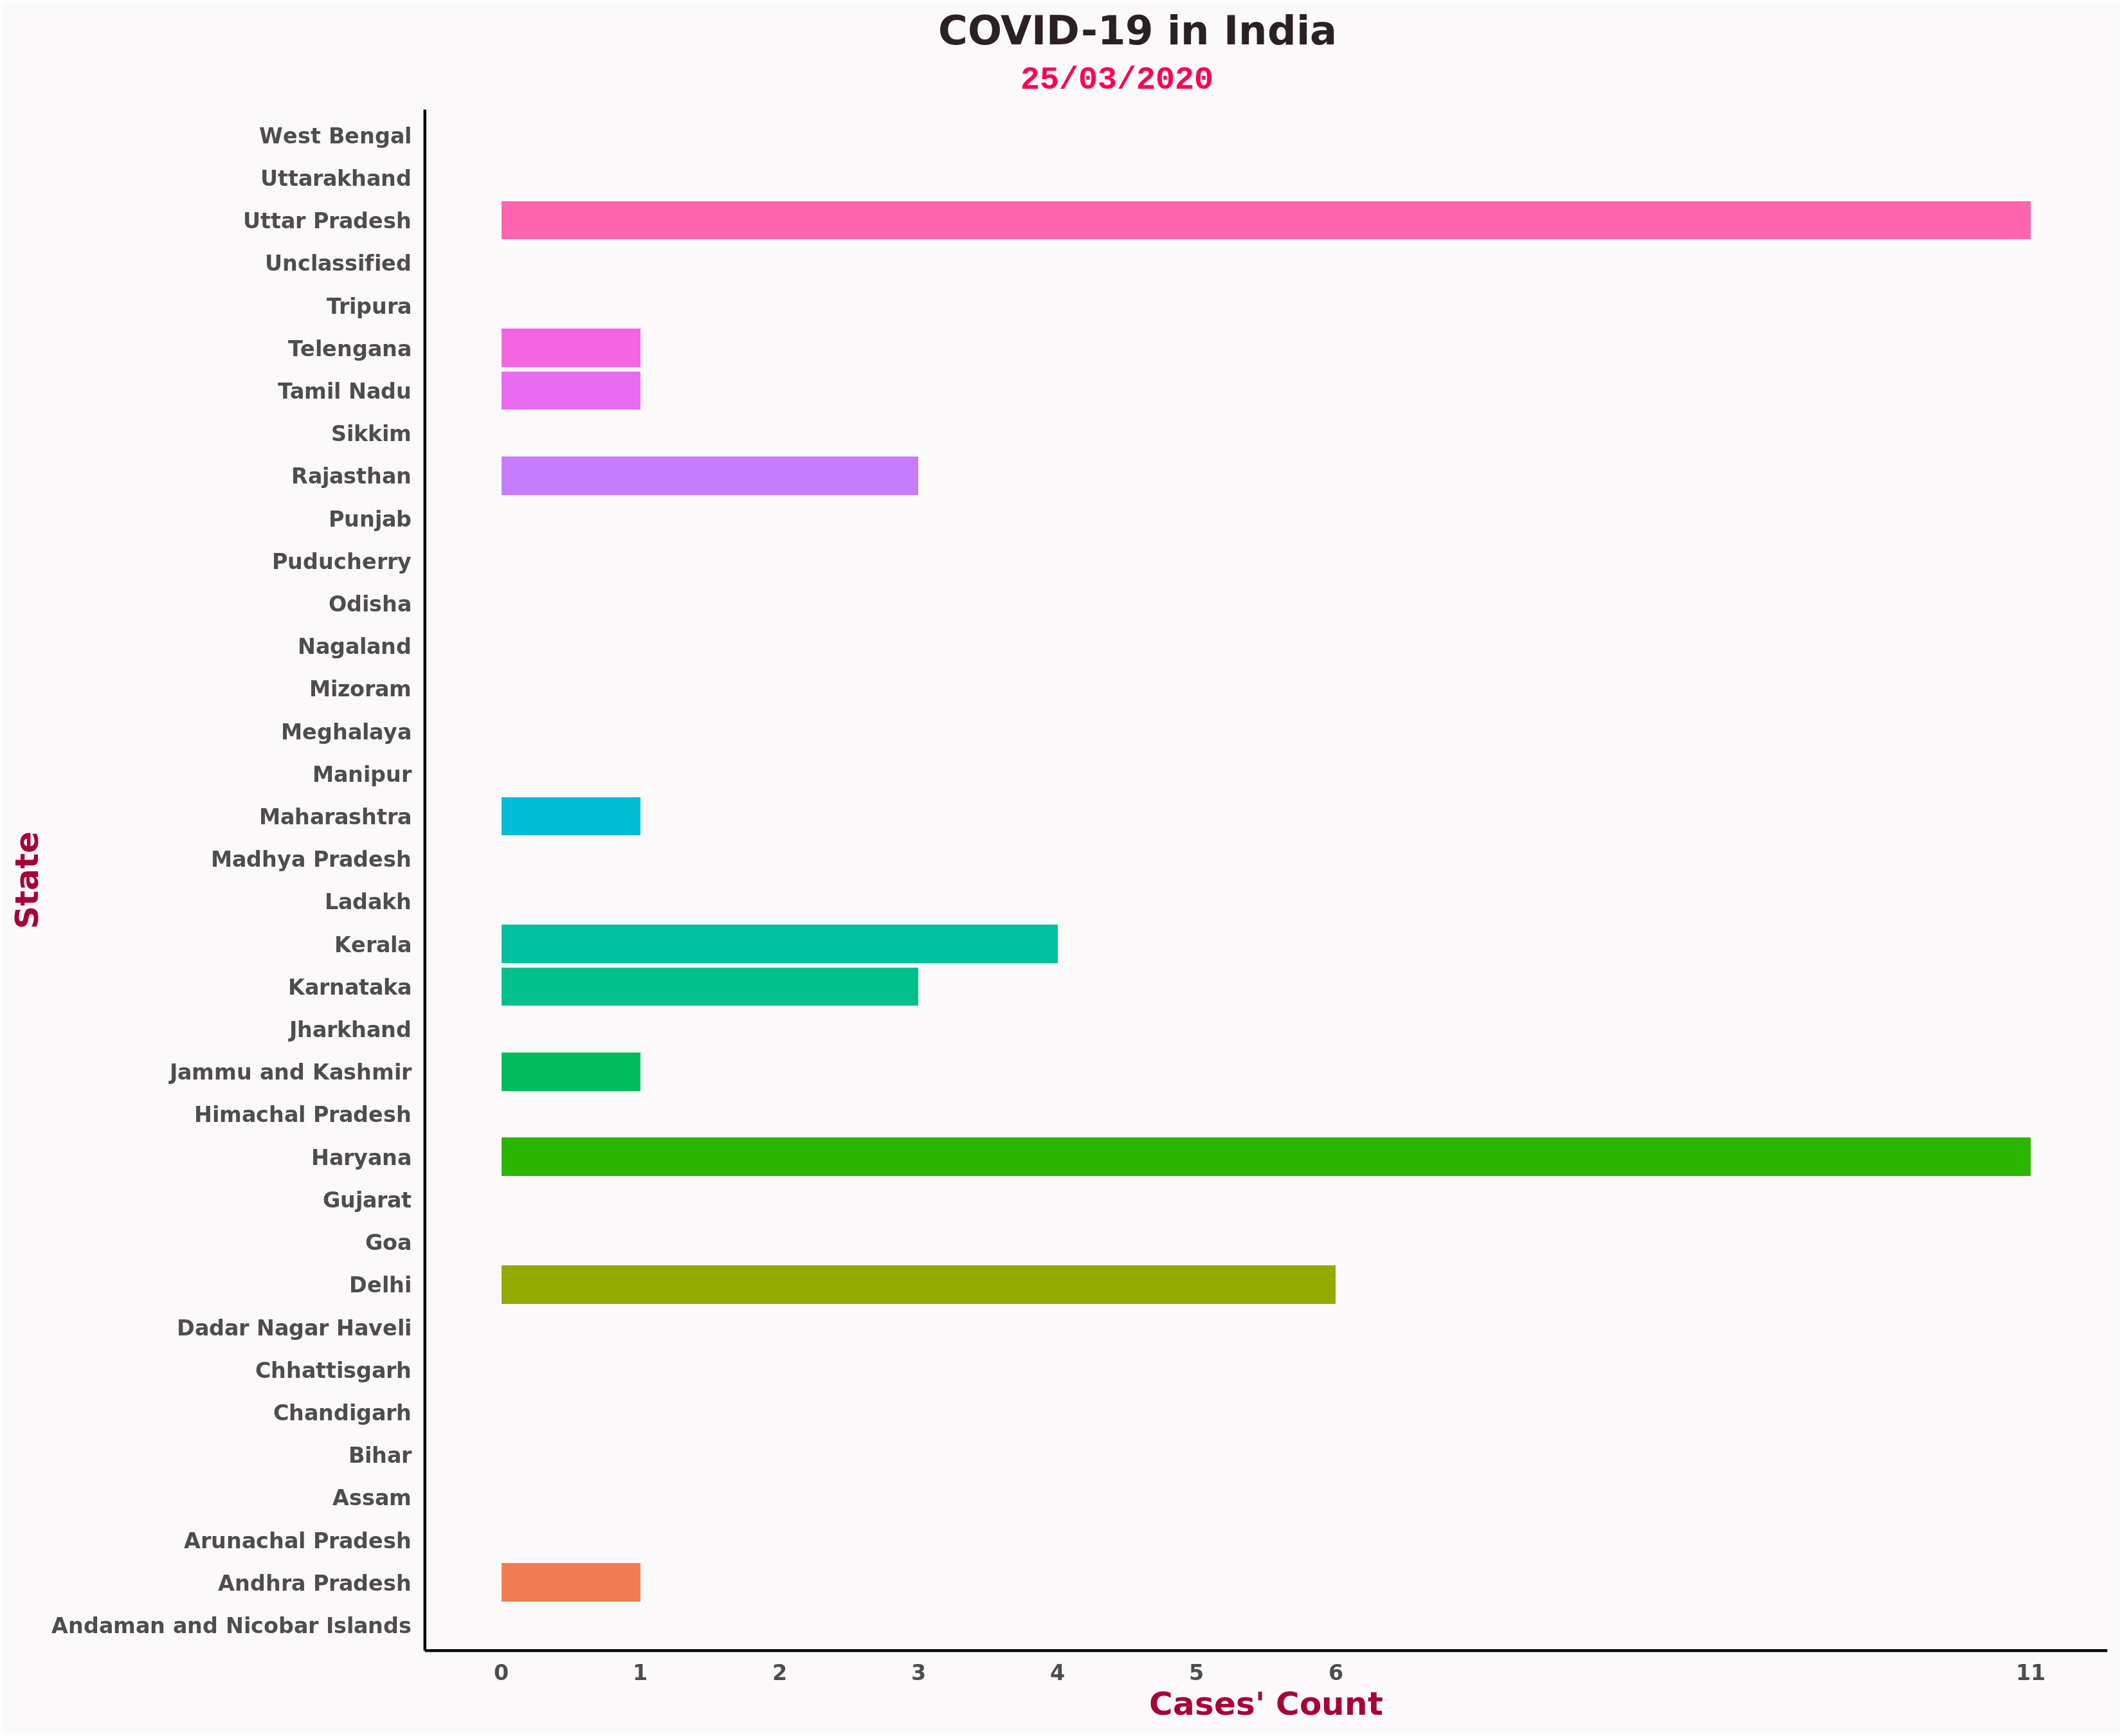 COVID-19 in India
25/03/2020
State
West Bengal
Uttarakhand
Uttar Pradesh
Unclassified
Tripura
Telengana
Tamil Nadu
Sikkim
Rajasthan
Punjab
Puducherry
Odisha
Nagaland
Mizoram
Meghalaya
Manipur
Maharashtra
Madhya Pradesh
Ladakh
Kerala
Karnataka
Jharkhand
Jammu and Kashmir
Himachal Pradesh
Haryana
Gujarat
Goa
Delhi
Dadar Nagar Haveli
Chhattisgarh
Chandigarh
Bihar
Assam
Arunachal Pradesh
Andhra Pradesh
Andaman and Nicobar Islands
0 1 2 3 4 5 6 11
Cases' Count